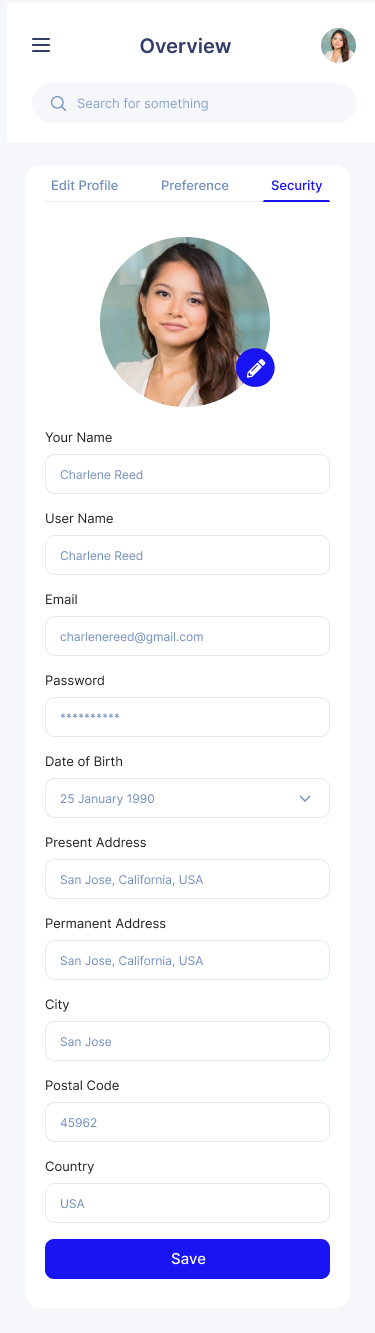 Overview
Search for something
Edit Profile Preference Security
Your Name
Charlene Reed
User Name
Charlene Reed
Email
charlenereed@gmail.com
Password
**********
Date of Birth
25 January 1990
Present Address
San Jose, California, USA
Permanent Address
San Jose, California, USA
City
San Jose
Postal Code
45962
Country
USA
Save